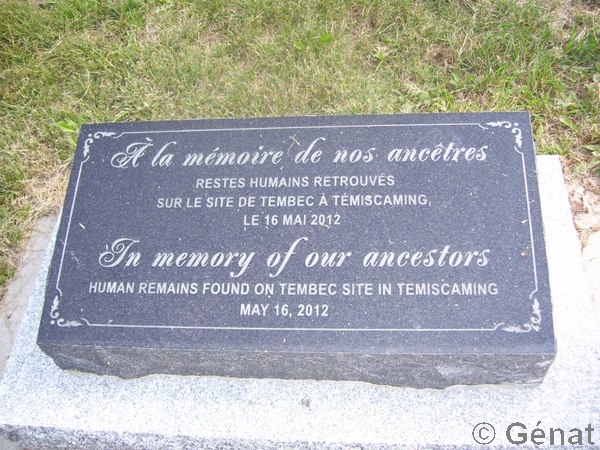 À la mémoire de nos ancêtres
RESTES HUMAINS RETROUVÉS
SUR LE SITE DE TEMBEC À TÉMISCAMING,
LE 16 MAI 2012
In memory of our ancestors
HUMAN REMAINS FOUND ON TEMBEC SITE IN TEMISCAMING
MAY 16, 2012
© Génat